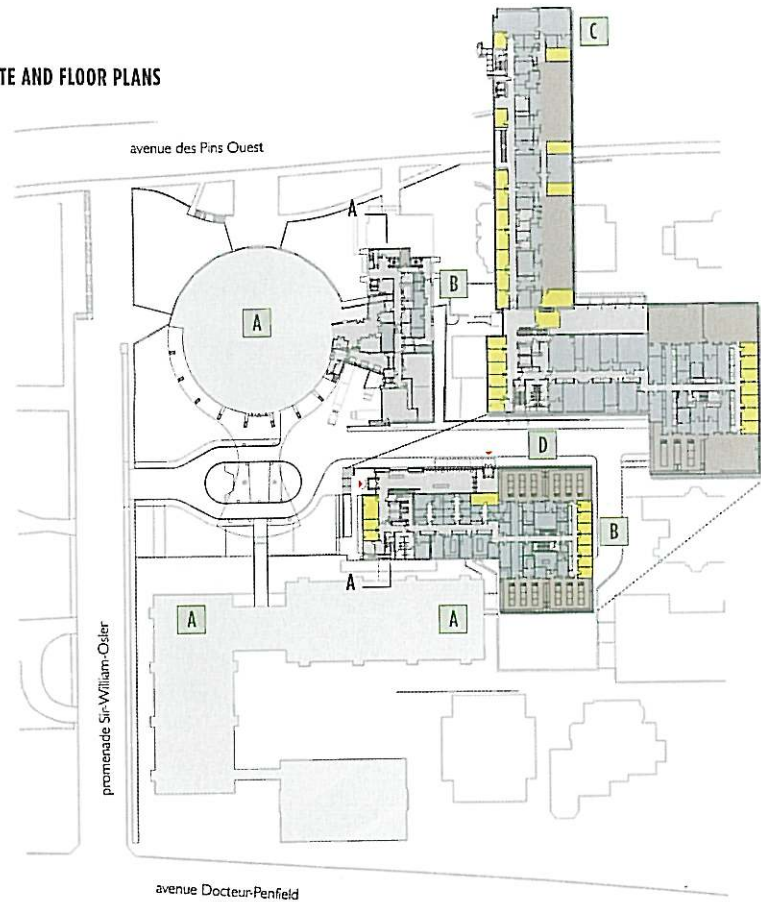 TE AND FLOOR PLANS
C
avenue des Pins Ouest
A
B
A
D
B
A
A
A
promenade Sir-William-Osler
avenue Docteur-Penfield